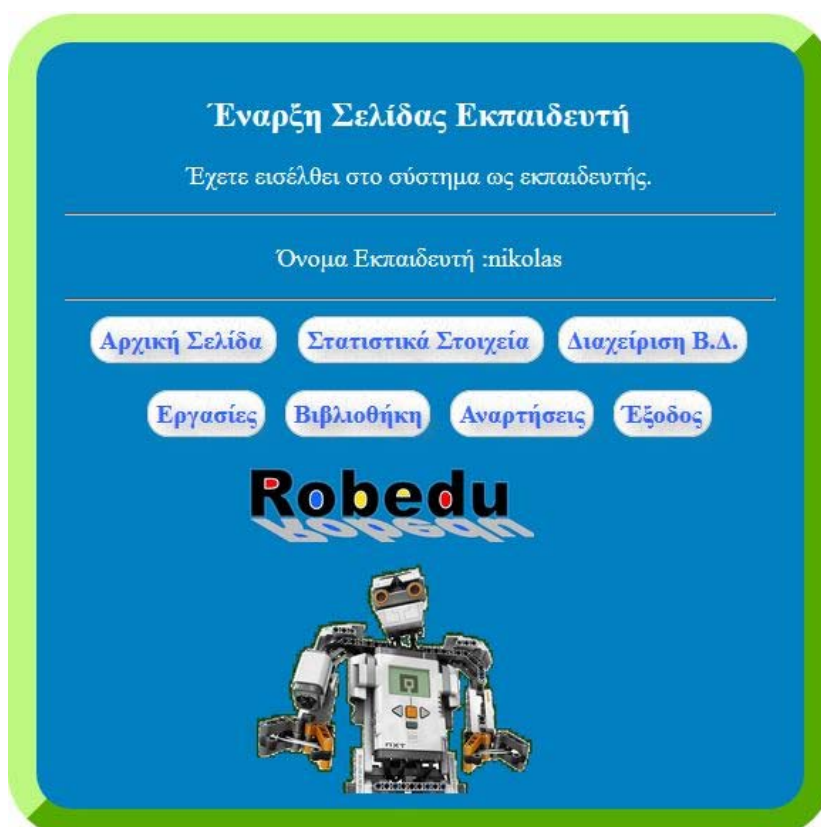 Έναρξη Σελίδας Εκπαιδευτή
Έχετε εισέλθει στο σύστημα ως εκπαιδευτής.
Όνομα Εκπαιδευτή :nikolas
Αρχική Σελίδα Στατιστικά Στοιχεία Διαχείριση Β.Δ.
Εργασίες Βιβλιοθήκη Αναρτήσεις Έξοδος
Robedu
NXT